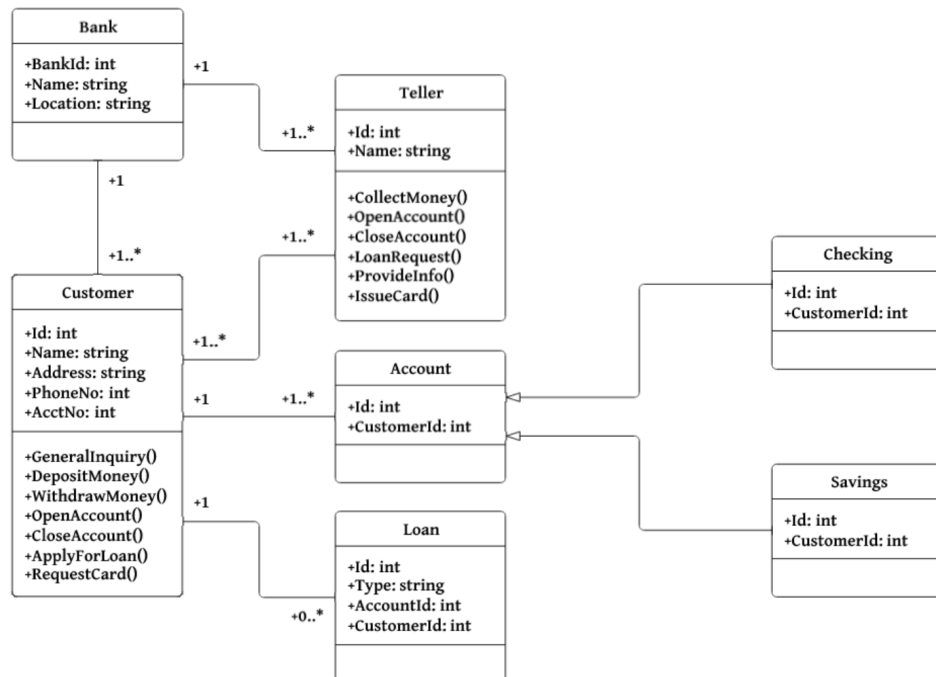 Bank
+BankId: int
+Name: string
+Location: string
+1
+1..*
Teller
+Id: int
+Name: string
+CollectMoney()
+OpenAccount()
+CloseAccount()
+LoanRequest()
+ProvideInfo()
+IssueCard()
+1
+1..*
+1..*
+1..*
Customer
+Id: int
+Name: string
+Address: string
+PhoneNo: int
+AcctNo: int
+GeneralInquiry()
+DepositMoney()
+WithdrawMoney()
+OpenAccount()
+CloseAccount()
+ApplyForLoan()
+RequestCard()
+1
+1..*
Account
+Id: int
+CustomerId: int
+1
+0..*
Loan
+Id: int
+Type: string
+AccountId: int
+CustomerId: int
Checking
+Id: int
+CustomerId: int
Savings
+Id: int
+CustomerId: int